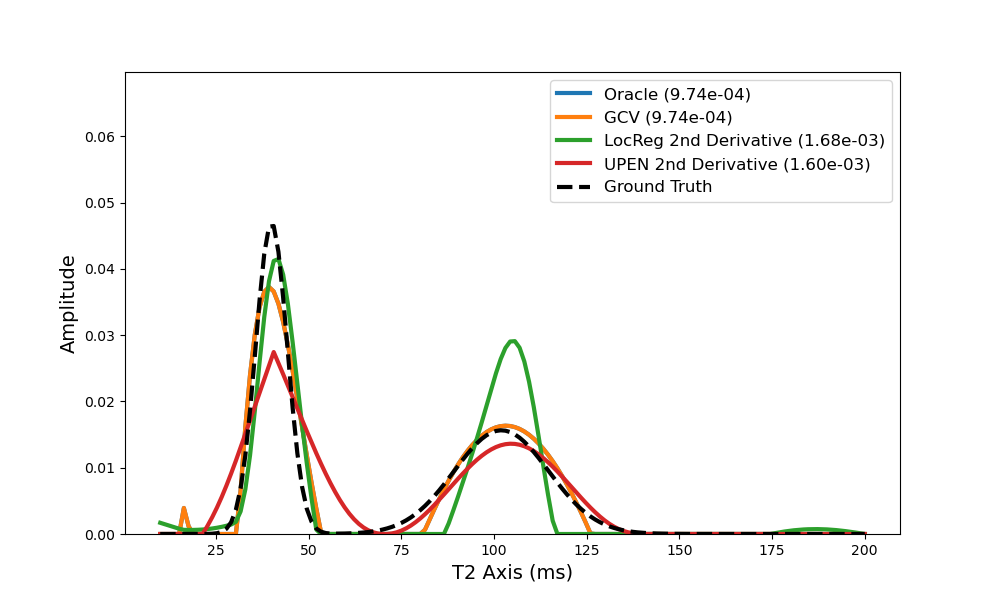 Oracle (9.74e-04)
GCV (9.74e-04)
LocReg 2nd Derivative (1.68e-03)
UPEN 2nd Derivative (1.60e-03)
Ground Truth
Amplitude
0.06
0.05
0.04
0.03
0.02
0.01
0.00
25 50 75 100 125 150 175 200
T2 Axis (ms)